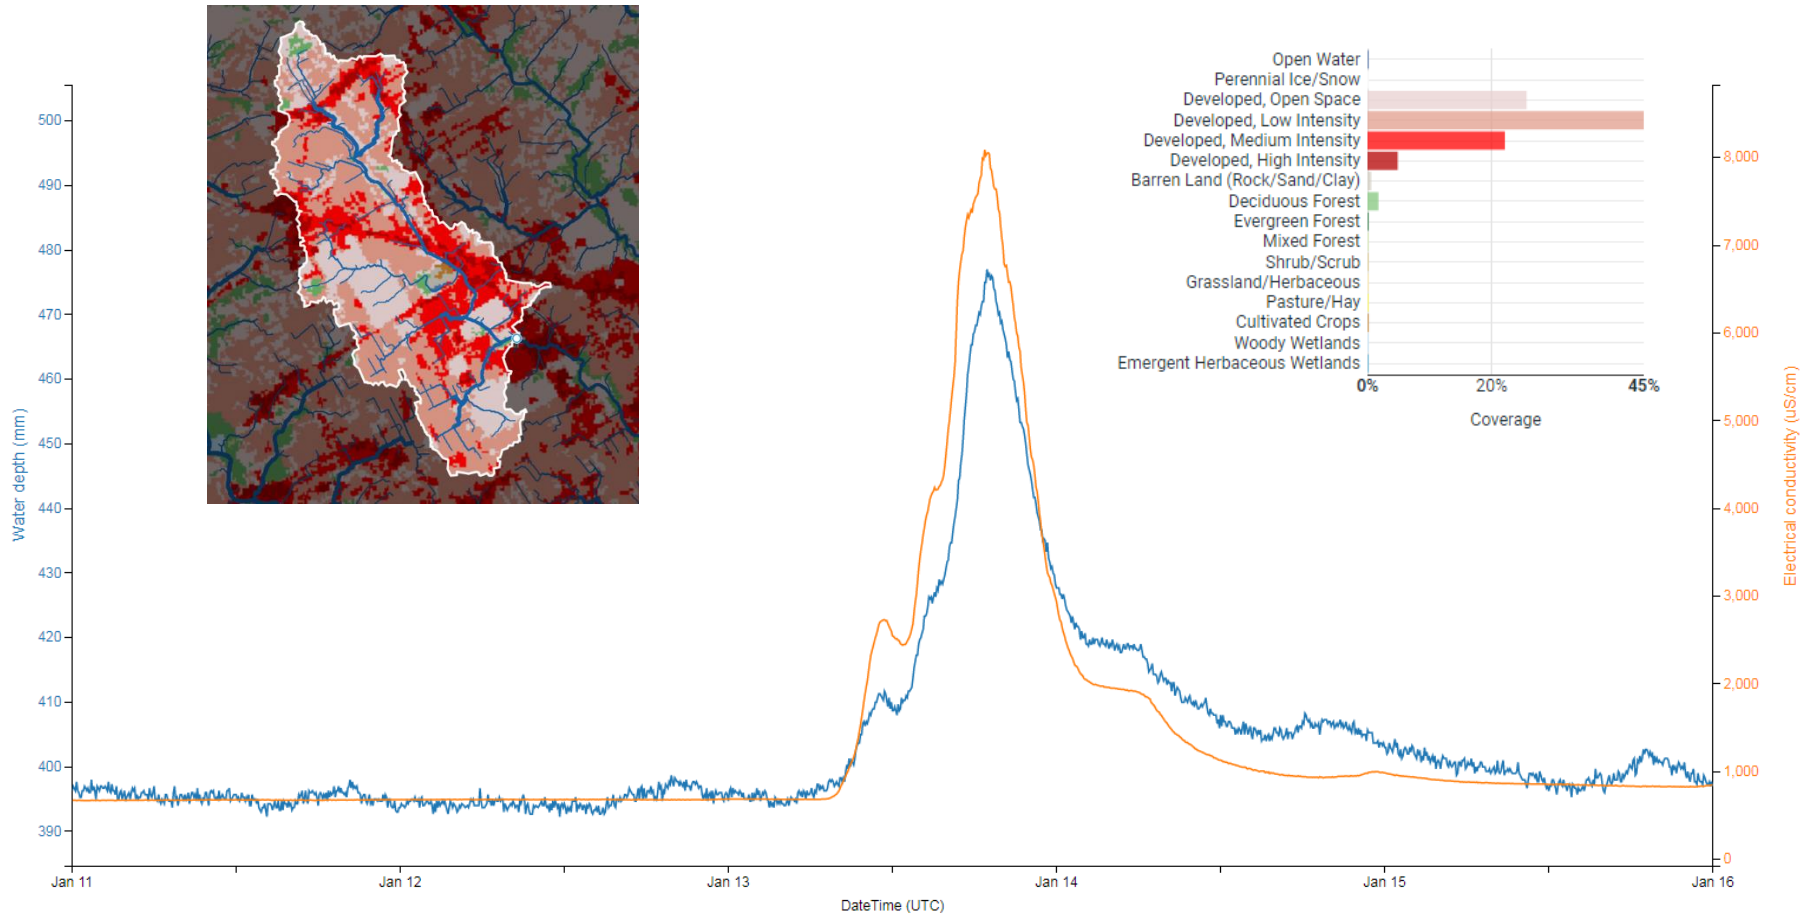 Open Water
Perennial Ice/Snow
Developed, Open Space
Developed, Low Intensity
Developed, Medium Intensity
Developed, High Intensity
Barren Land (Rock/Sand/Clay)
Deciduous Forest
Evergreen Forest
Mixed Forest
Shrub/Scrub
Grassland/Herbaceous
Pasture/Hay
Cultivated Crops
Woody Wetlands
Emergent Herbaceous Wetlands
0% 20% 45%
Coverage
Water depth (mm)
500
490
480
470
460
450
440
430
420
410
400
390
8,000
7,000
6,000
5,000
4,000
3,000
2,000
1,000
0
Electrical conductivity (uS/cm)
Jan 11 Jan 12 Jan 13 Jan 14 Jan 15 Jan 16
DateTime (UTC)